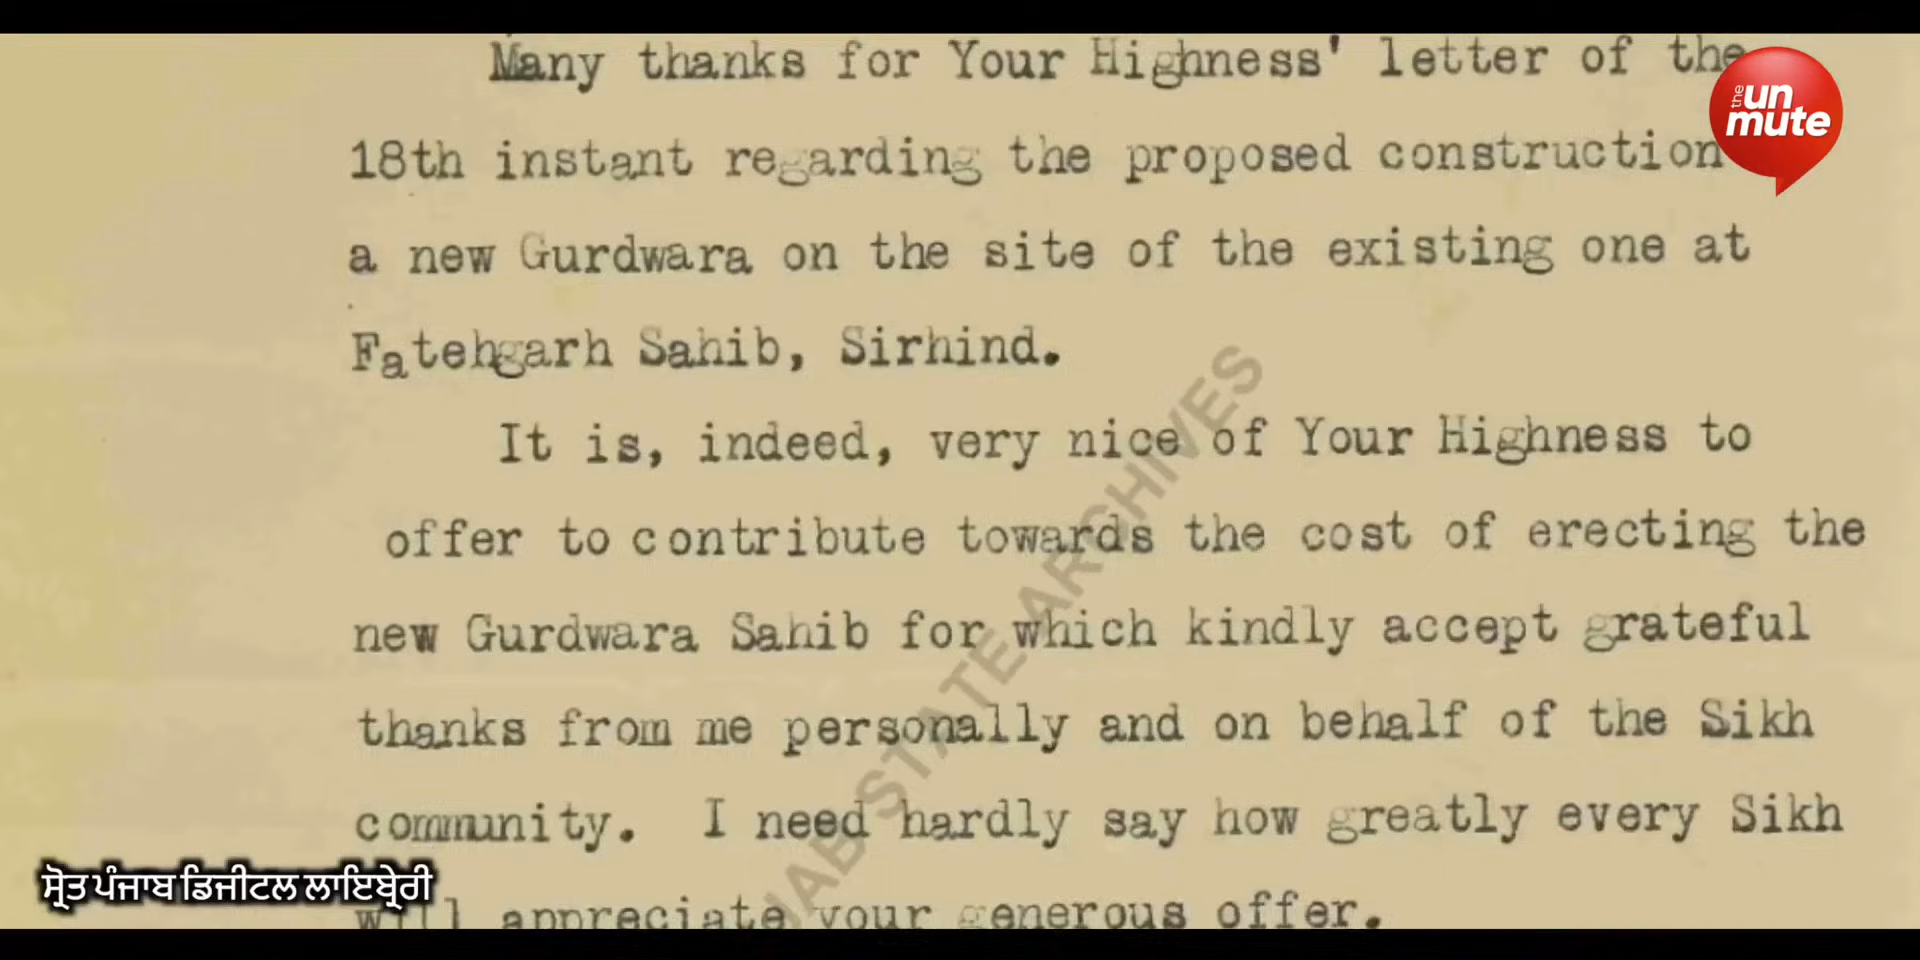 Many thanks for Your Highness' letter of the
18th instant regarding the proposed construction
a new Gurdwara on the site of the existing one at
Fatehgarh Sahib, Sirhind.
It is, indeed, very nice of Your Highness to
offer to contribute towards the cost of erecting the
new Gurdwara Sahib for which kindly accept grateful
thanks from me personally and on behalf of the Sikh
community. I need hardly say how greatly every Sikh
will appreciate your generous offer.
the un mute
JAB STATE ARCHIVES
ਸ੍ਰੋਤ ਪੰਜਾਬ ਡਿਜੀਟਲ ਲਾਇਬ੍ਰੇਰੀ